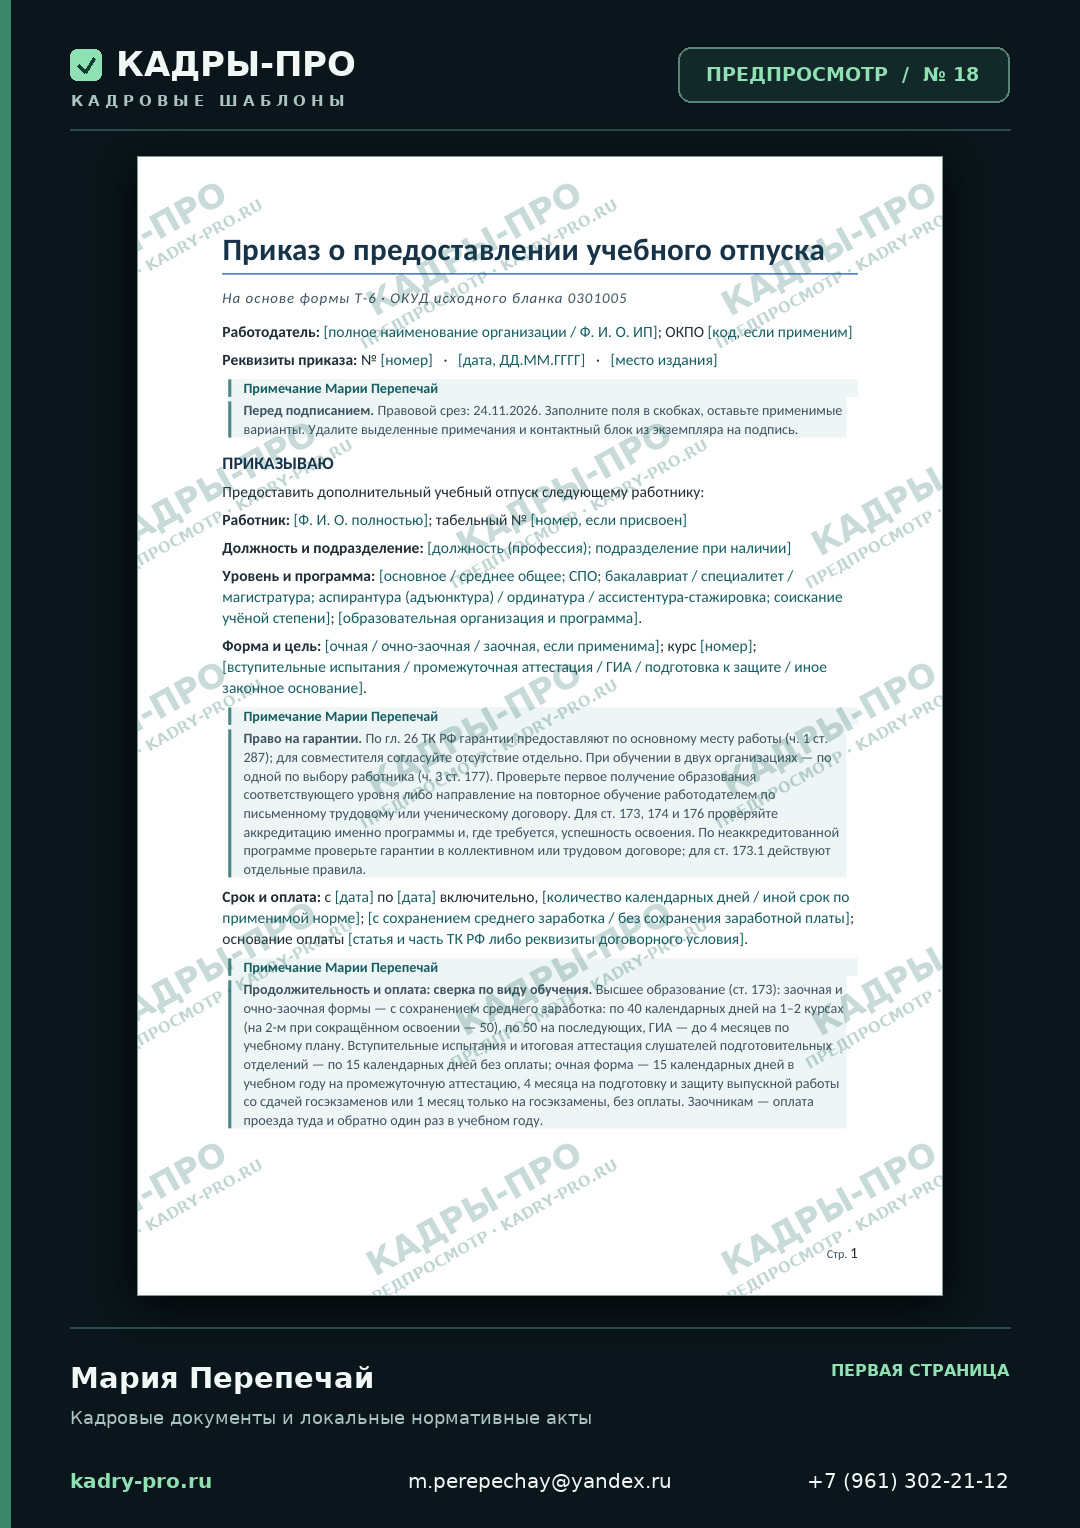 КАДРЫ-ПРО
КАДРОВЫЕ ШАБЛОНЫ
ПРЕДПРОСМОТР / № 18
Приказ о предоставлении учебного отпуска
На основе формы Т-6 · ОКУД исходного бланка 0301005
Работодатель: [полное наименование организации / Ф. И. О. ИП]; ОКПО [код, если применим]
Реквизиты приказа: № [номер] · [дата, ДД.ММ.ГГГГ] · [место издания]
Примечание Марии Перепечай
Перед подписанием. Правовой срез: 24.11.2026. Заполните поля в скобках, оставьте применимые
варианты. Удалите выделенные примечания и контактный блок из экземпляра на подпись.
ПРИКАЗЫВАЮ
Предоставить дополнительный учебный отпуск следующему работнику:
Работник: [Ф. И. О. полностью]; табельный № [номер, если присвоен]
Должность и подразделение: [должность (профессия); подразделение при наличии]
Уровень и программа: [основное / среднее общее; СПО; бакалавриат / специалитет /
магистратура; аспирантура (адъюнктура) / ординатура / ассистентура-стажировка; соискание
учёной степени]; [образовательная организация и программа].
Форма и цель: [очная / очно-заочная / заочная, если применима]; курс [номер];
[вступительные испытания / промежуточная аттестация / ГИА / подготовка к защите / иное
законное основание].
Примечание Марии Перепечай
Право на гарантии. По гл. 26 ТК РФ гарантии предоставляют по основному месту работы (ч. 1 ст.
287); для совместителя согласуйте отсутствие отдельно. При обучении в двух организациях — по
одной по выбору работника (ч. 3 ст. 177). Проверьте первое получение образования
соответствующего уровня либо направление на повторное обучение работодателем по
письменному трудовому или ученическому договору. Для ст. 173, 174 и 176 проверяйте
аккредитацию именно программы и, где требуется, успешность освоения. По неаккредитованной
программе проверьте гарантии в коллективном или трудовом договоре; для ст. 173.1 действуют
отдельные правила.
Срок и оплата: с [дата] по [дата] включительно, [количество календарных дней / иной срок по
применимой норме]; [с сохранением среднего заработка / без сохранения заработной платы];
основание оплаты [статья и часть ТК РФ либо реквизиты договорного условия].
Примечание Марии Перепечай
Продолжительность и оплата: сверка по виду обучения. Высшее образование (ст. 173): заочная и
очно-заочная формы — с сохранением среднего заработка: по 40 календарных дней на 1–2 курсах
(на 2-м при сокращённом освоении — 50), по 50 на последующих, ГИА — до 4 месяцев по
учебному плану. Вступительные испытания и итоговая аттестация слушателей подготовительных
отделений — по 15 календарных дней без оплаты; очная форма — 15 календарных дней в
учебном году на промежуточную аттестацию, 4 месяца на подготовку и защиту выпускной работы
со сдачей госэкзаменов или 1 месяц только на госэкзамены, без оплаты. Заочникам — оплата
проезда туда и обратно один раз в учебном году.
Стр. 1
Мария Перепечай
ПЕРВАЯ СТРАНИЦА
Кадровые документы и локальные нормативные акты
kadry-pro.ru
m.perepechay@yandex.ru
+7 (961) 302-21-12